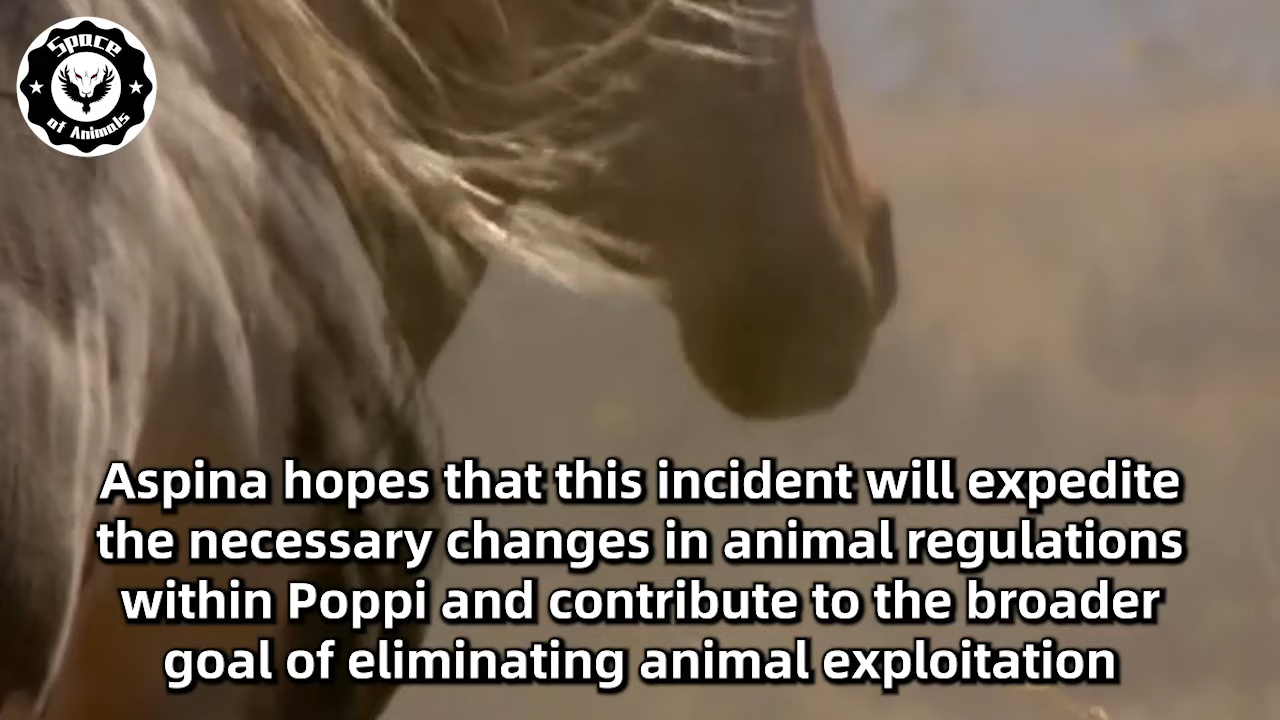 Space
of Animals
Aspina hopes that this incident will expedite
the necessary changes in animal regulations
within Poppi and contribute to the broader
goal of eliminating animal exploitation